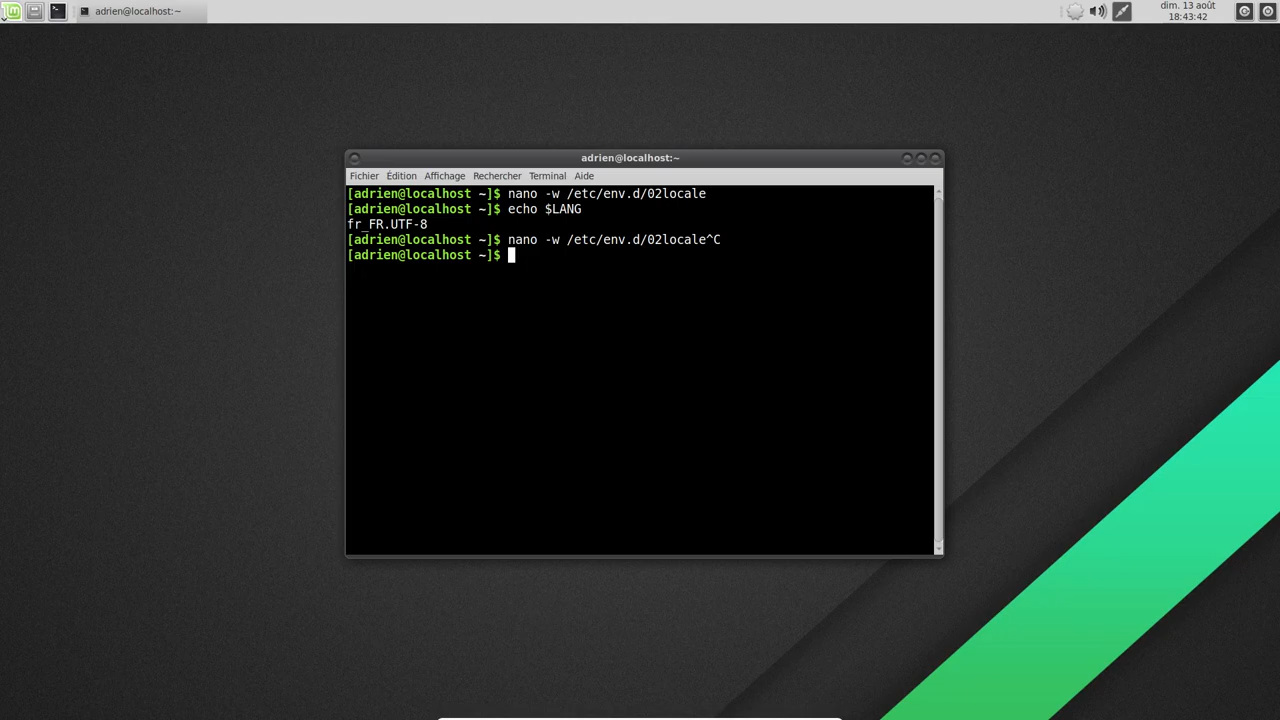 adrien@localhost:~
dim. 13 août
18:43:42
adrien@localhost:~
Fichier Édition Affichage Rechercher Terminal Aide
[adrien@localhost ~]$ nano -w /etc/env.d/02locale
[adrien@localhost ~]$ echo $LANG
fr_FR.UTF-8
[adrien@localhost ~]$ nano -w /etc/env.d/02locale^C
[adrien@localhost ~]$